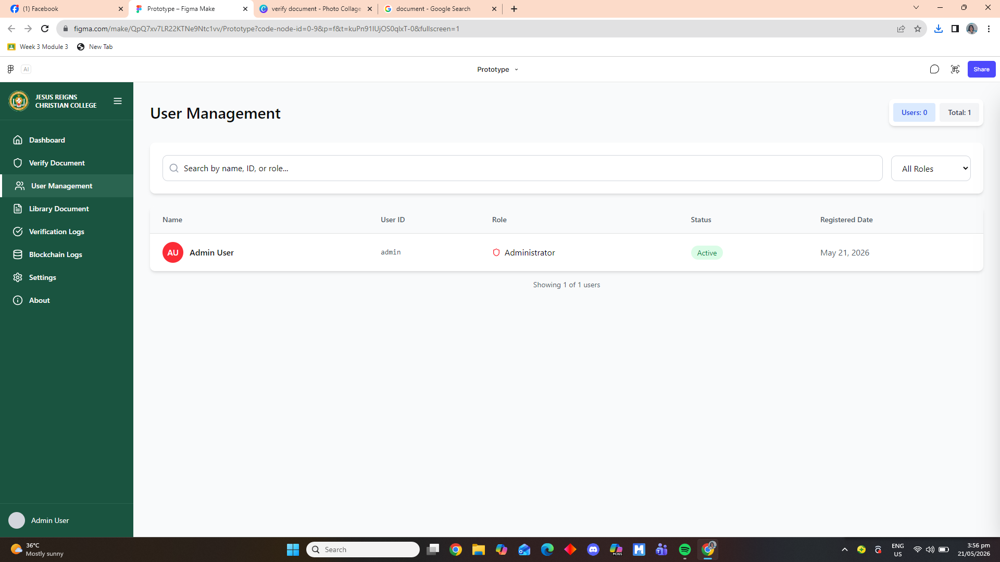 (1) Facebook
Prototype – Figma Make
verify document - Photo Collage
document - Google Search
figma.com/make/QpQ7xv7LR22KTNe9Ntc1vv/Prototype?code-node-id=0-9&p=f&t=kuPn91IUjOS0qlxT-0&fullscreen=1
Week 3 Module 3
New Tab
AI
Prototype
Share
JESUS REIGNS
CHRISTIAN COLLEGE
Dashboard
Verify Document
User Management
Library Document
Verification Logs
Blockchain Logs
Settings
About
Admin User
User Management
Users: 0
Total: 1
Search by name, ID, or role...
All Roles
Name User ID Role Status Registered Date
AU Admin User admin Administrator Active May 21, 2026
Showing 1 of 1 users
36°C
Mostly sunny
Search
M365
ENG
US
3:56 pm
21/05/2026